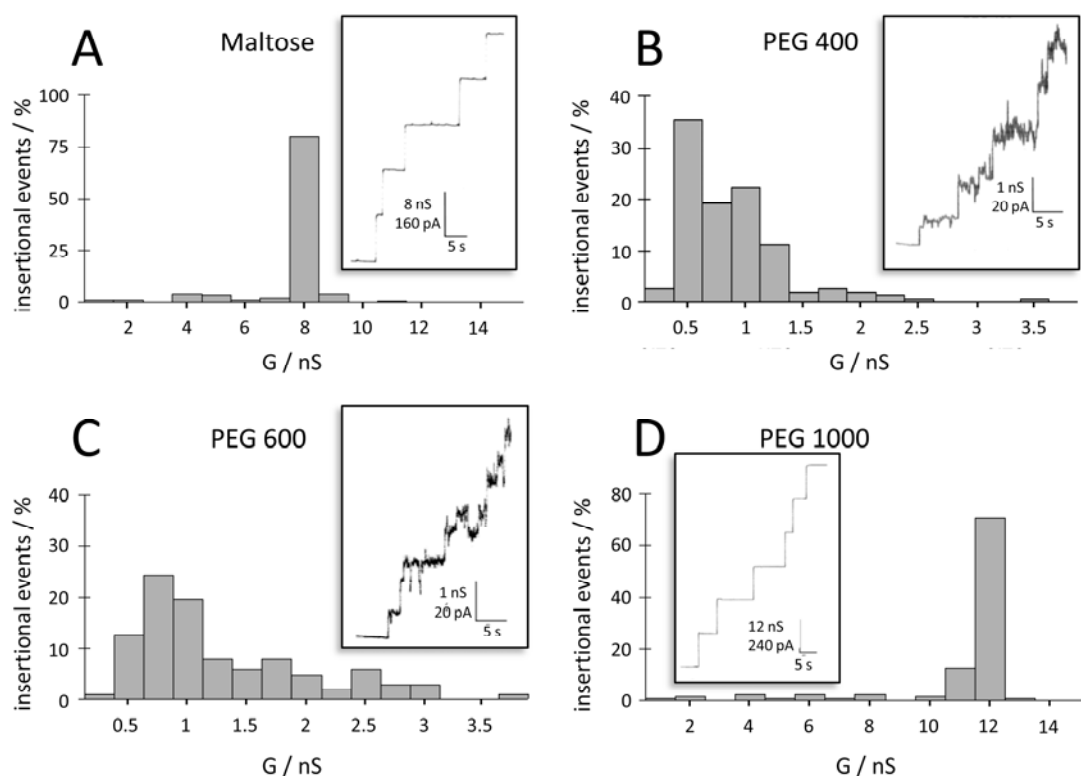 A
Maltose
insertional events / %
100
75
50
25
0
2 4 6 8 10 12 14
G / nS
8 nS
160 pA
5 s
B
PEG 400
insertional events / %
40
30
20
10
0
0.5 1 1.5 2 2.5 3 3.5
G / nS
1 nS
20 pA
5 s
C
PEG 600
insertional events / %
40
30
20
10
0
0.5 1 1.5 2 2.5 3 3.5
G / nS
1 nS
20 pA
5 s
D
PEG 1000
insertional events / %
80
60
40
20
0
2 4 6 8 10 12 14
G / nS
12 nS
240 pA
5 s